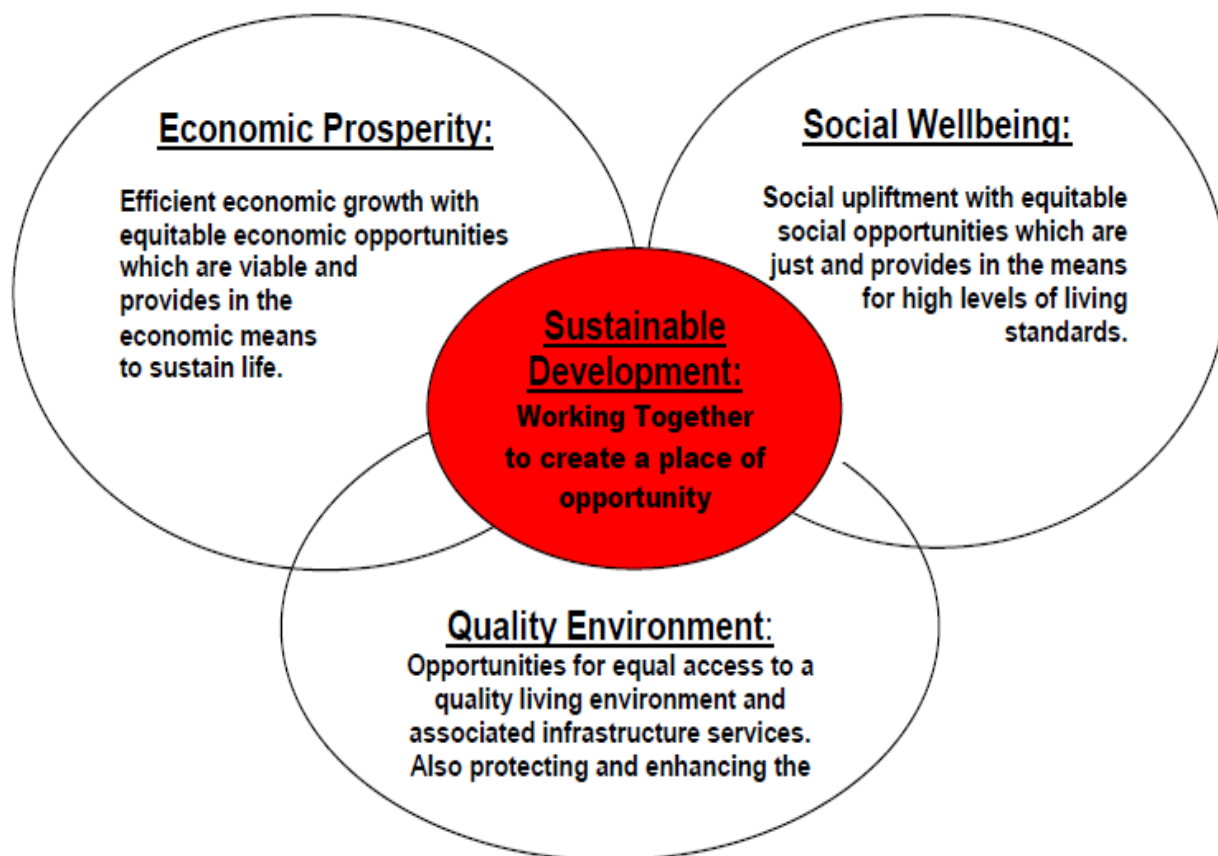 Economic Prosperity:
Efficient economic growth with
equitable economic opportunities
which are viable and
provides in the
economic means
to sustain life.
Social Wellbeing:
Social upliftment with equitable
social opportunities which are
just and provides in the means
for high levels of living
standards.
Sustainable
Development:
Working Together
to create a place of
opportunity
Quality Environment:
Opportunities for equal access to a
quality living environment and
associated infrastructure services.
Also protecting and enhancing the